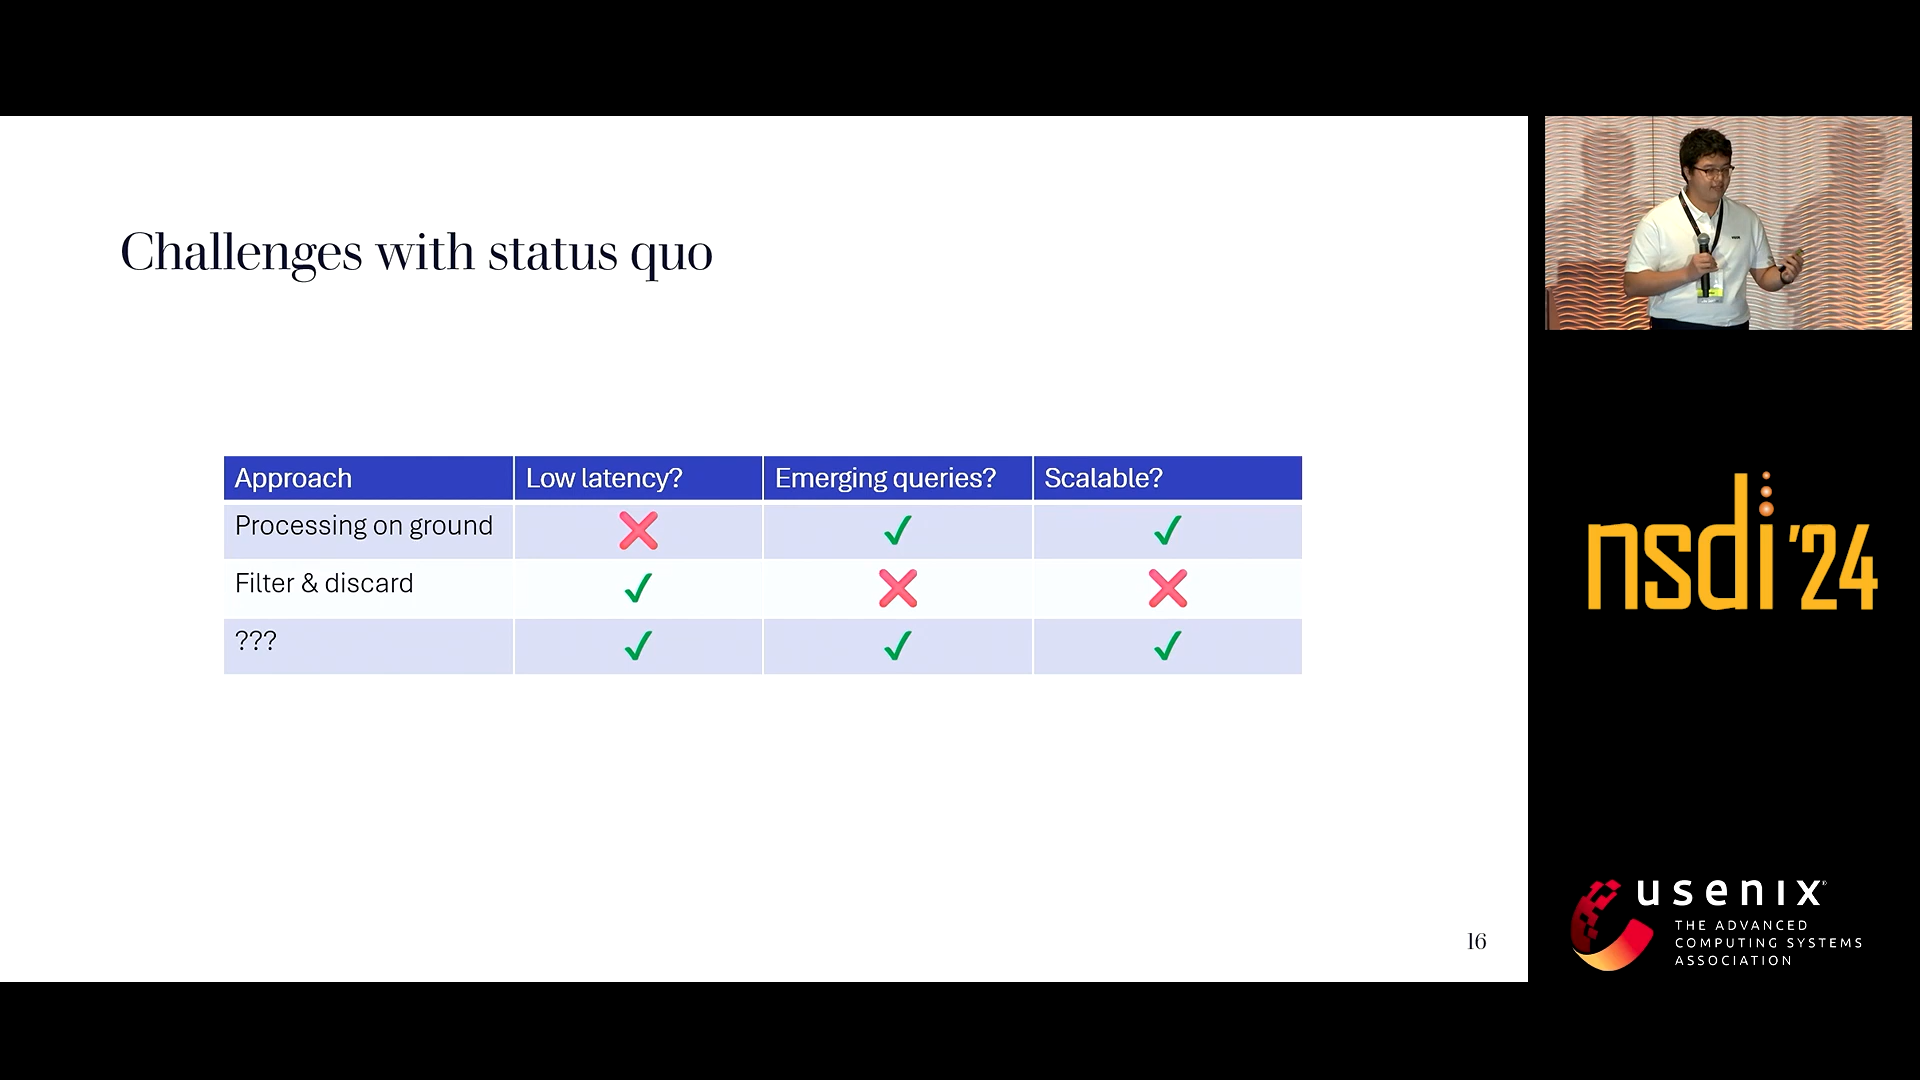 Challenges with status quo
Approach Low latency? Emerging queries? Scalable?
Processing on ground ❌ ✓ ✓
Filter & discard ✓ ❌ ❌
??? ✓ ✓ ✓
16
nsdi '24
usenix
THE ADVANCED
COMPUTING SYSTEMS
ASSOCIATION